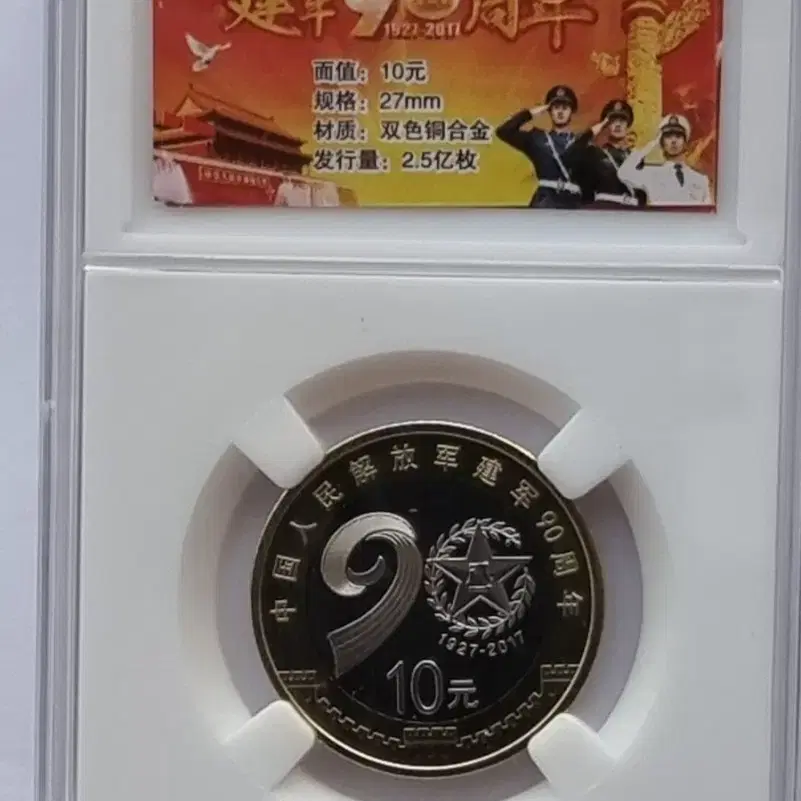 建军90周年
1927-2017
面值：10元
规格：27mm
材质：双色铜合金
发行量：2.5亿枚
中国人民解放军建军90周年
1927-2017
10元